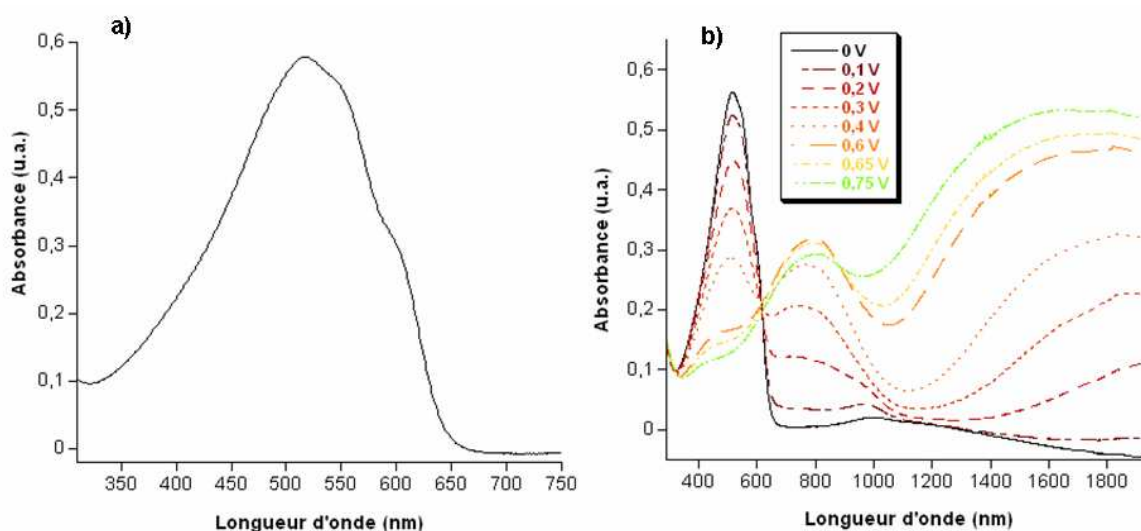 a)
0,6
0,5
0,4
0,3
0,2
0,1
0
Absorbance (u.a.)
350 400 450 500 550 600 650 700 750
Longueur d'onde (nm)
b)
0 V
0,1 V
0,2 V
0,3 V
0,4 V
0,6 V
0,65 V
0,75 V
0,6
0,5
0,4
0,3
0,2
0,1
0
Absorbance (u.a.)
400 600 800 1000 1200 1400 1600 1800
Longueur d'onde (nm)